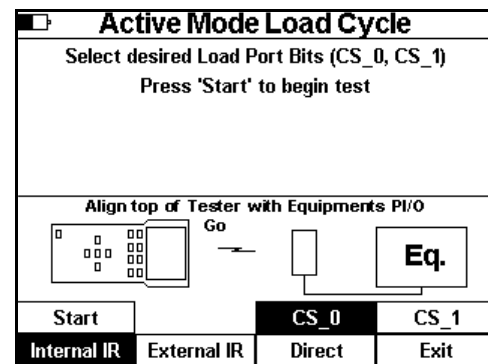 Active Mode Load Cycle
Select desired Load Port Bits (CS_0, CS_1)
Press 'Start' to begin test
Align top of Tester with Equipments PI/O
Go
Eq.
Start
CS_0
CS_1
Internal IR
External IR
Direct
Exit